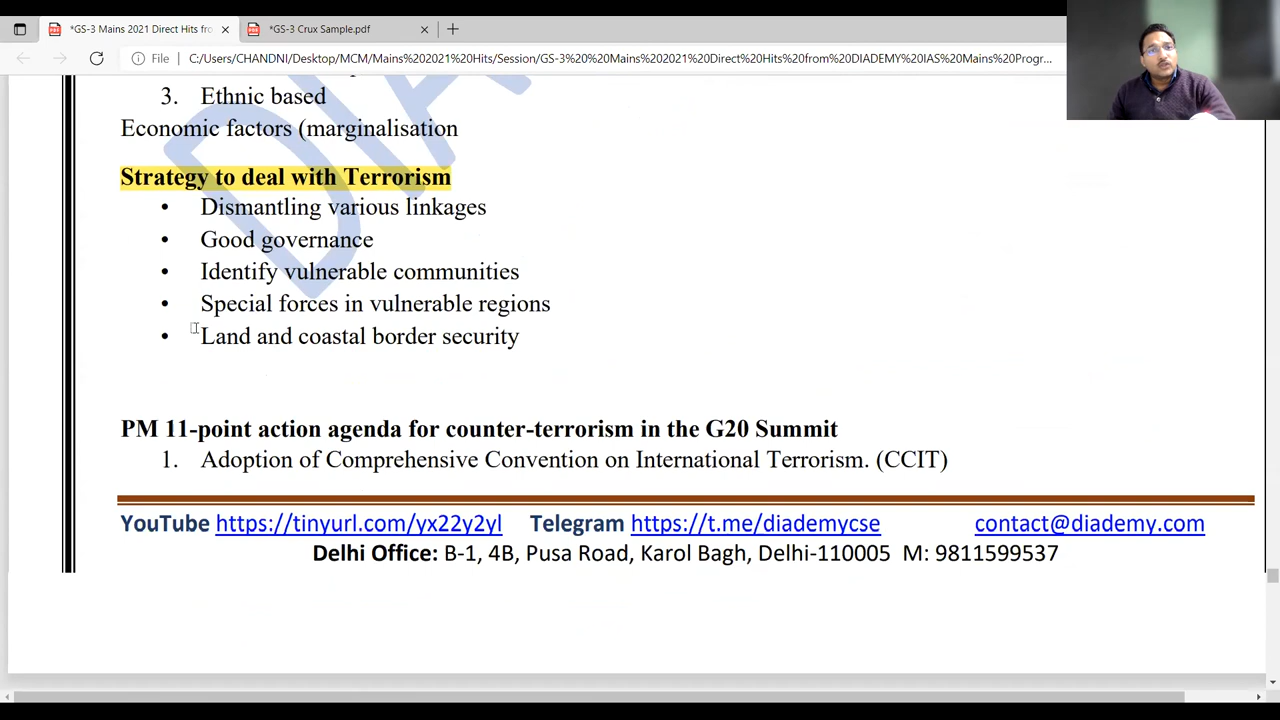 *GS-3 Mains 2021 Direct Hits fro
*GS-3 Crux Sample.pdf
File C:/Users/CHANDNI/Desktop/MCM/Mains%202021%20Direct%20Hits/Session/GS-3%20%20Mains%202021%20%20Direct%20Hits%20from%20DIADEMY%20IAS%20Mains%20Progr...
3. Ethnic based
Economic factors (marginalisation
Strategy to deal with Terrorism
• Dismantling various linkages
• Good governance
• Identify vulnerable communities
• Special forces in vulnerable regions
• Land and coastal border security
PM 11-point action agenda for counter-terrorism in the G20 Summit
1. Adoption of Comprehensive Convention on International Terrorism. (CCIT)
YouTube https://tinyurl.com/yx22y2yl Telegram https://t.me/diademycse contact@diademy.com
Delhi Office: B-1, 4B, Pusa Road, Karol Bagh, Delhi-110005 M: 9811599537